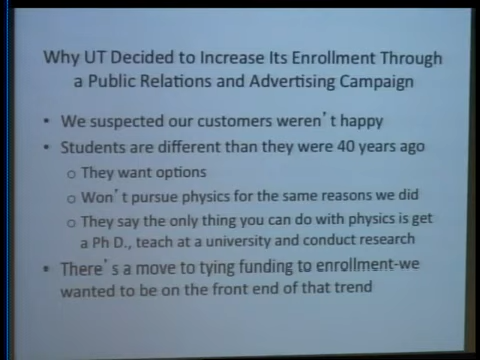 Why UT Decided to Increase Its Enrollment Through
a Public Relations and Advertising Campaign
• We suspected our customers weren't happy
• Students are different than they were 40 years ago
o They want options
o Won't pursue physics for the same reasons we did
o They say the only thing you can do with physics is get
a Ph D., teach at a university and conduct research
• There's a move to tying funding to enrollment-we
wanted to be on the front end of that trend